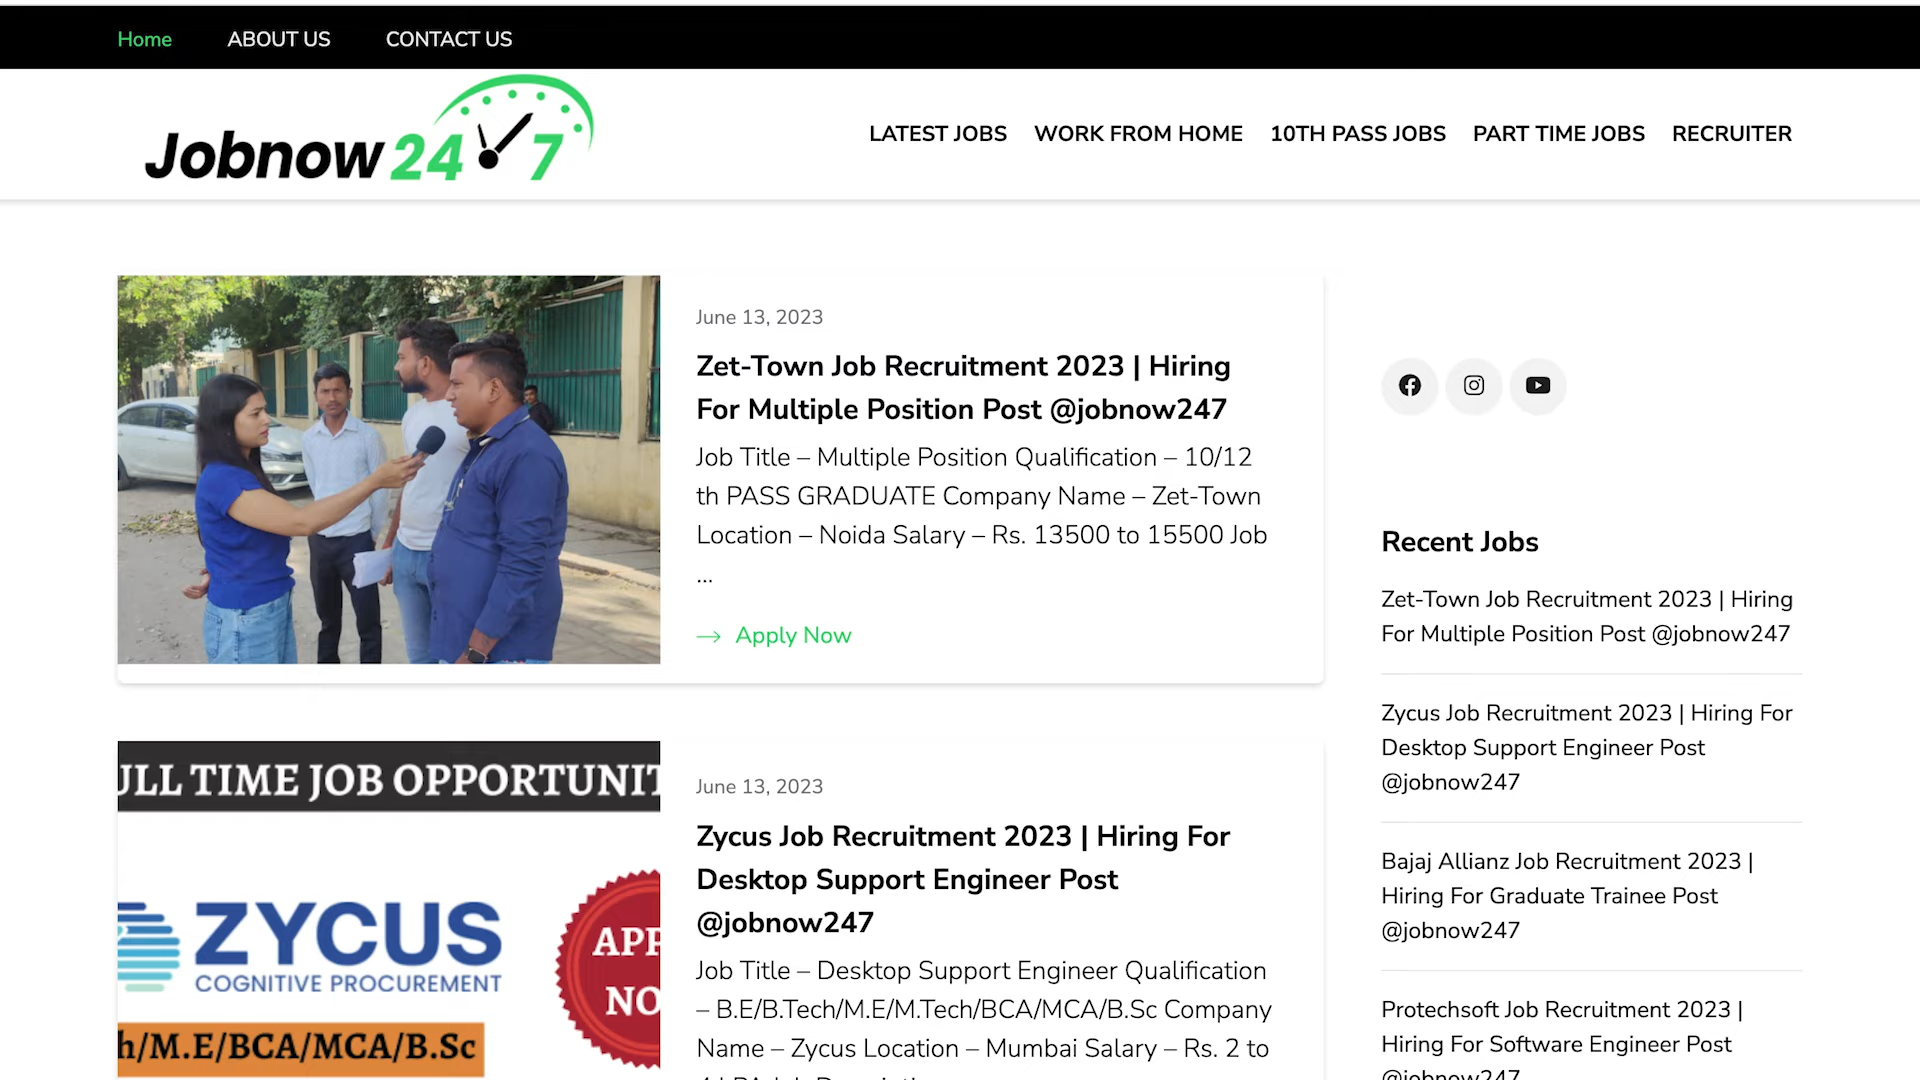 Home ABOUT US CONTACT US
Jobnow 24 7
LATEST JOBS WORK FROM HOME 10TH PASS JOBS PART TIME JOBS RECRUITER
June 13, 2023
Zet-Town Job Recruitment 2023 | Hiring
For Multiple Position Post @jobnow247
Job Title – Multiple Position Qualification – 10/12
th PASS GRADUATE Company Name – Zet-Town
Location – Noida Salary – Rs. 13500 to 15500 Job
...
Apply Now
ULL TIME JOB OPPORTUNIT
ZYCUS
COGNITIVE PROCUREMENT
APP
NO
h/M.E/BCA/MCA/B.Sc
June 13, 2023
Zycus Job Recruitment 2023 | Hiring For
Desktop Support Engineer Post
@jobnow247
Job Title – Desktop Support Engineer Qualification
– B.E/B.Tech/M.E/M.Tech/BCA/MCA/B.Sc Company
Name – Zycus Location – Mumbai Salary – Rs. 2 to
Recent Jobs
Zet-Town Job Recruitment 2023 | Hiring
For Multiple Position Post @jobnow247
Zycus Job Recruitment 2023 | Hiring For
Desktop Support Engineer Post
@jobnow247
Bajaj Allianz Job Recruitment 2023 |
Hiring For Graduate Trainee Post
@jobnow247
Protechsoft Job Recruitment 2023 |
Hiring For Software Engineer Post
@jobnow247